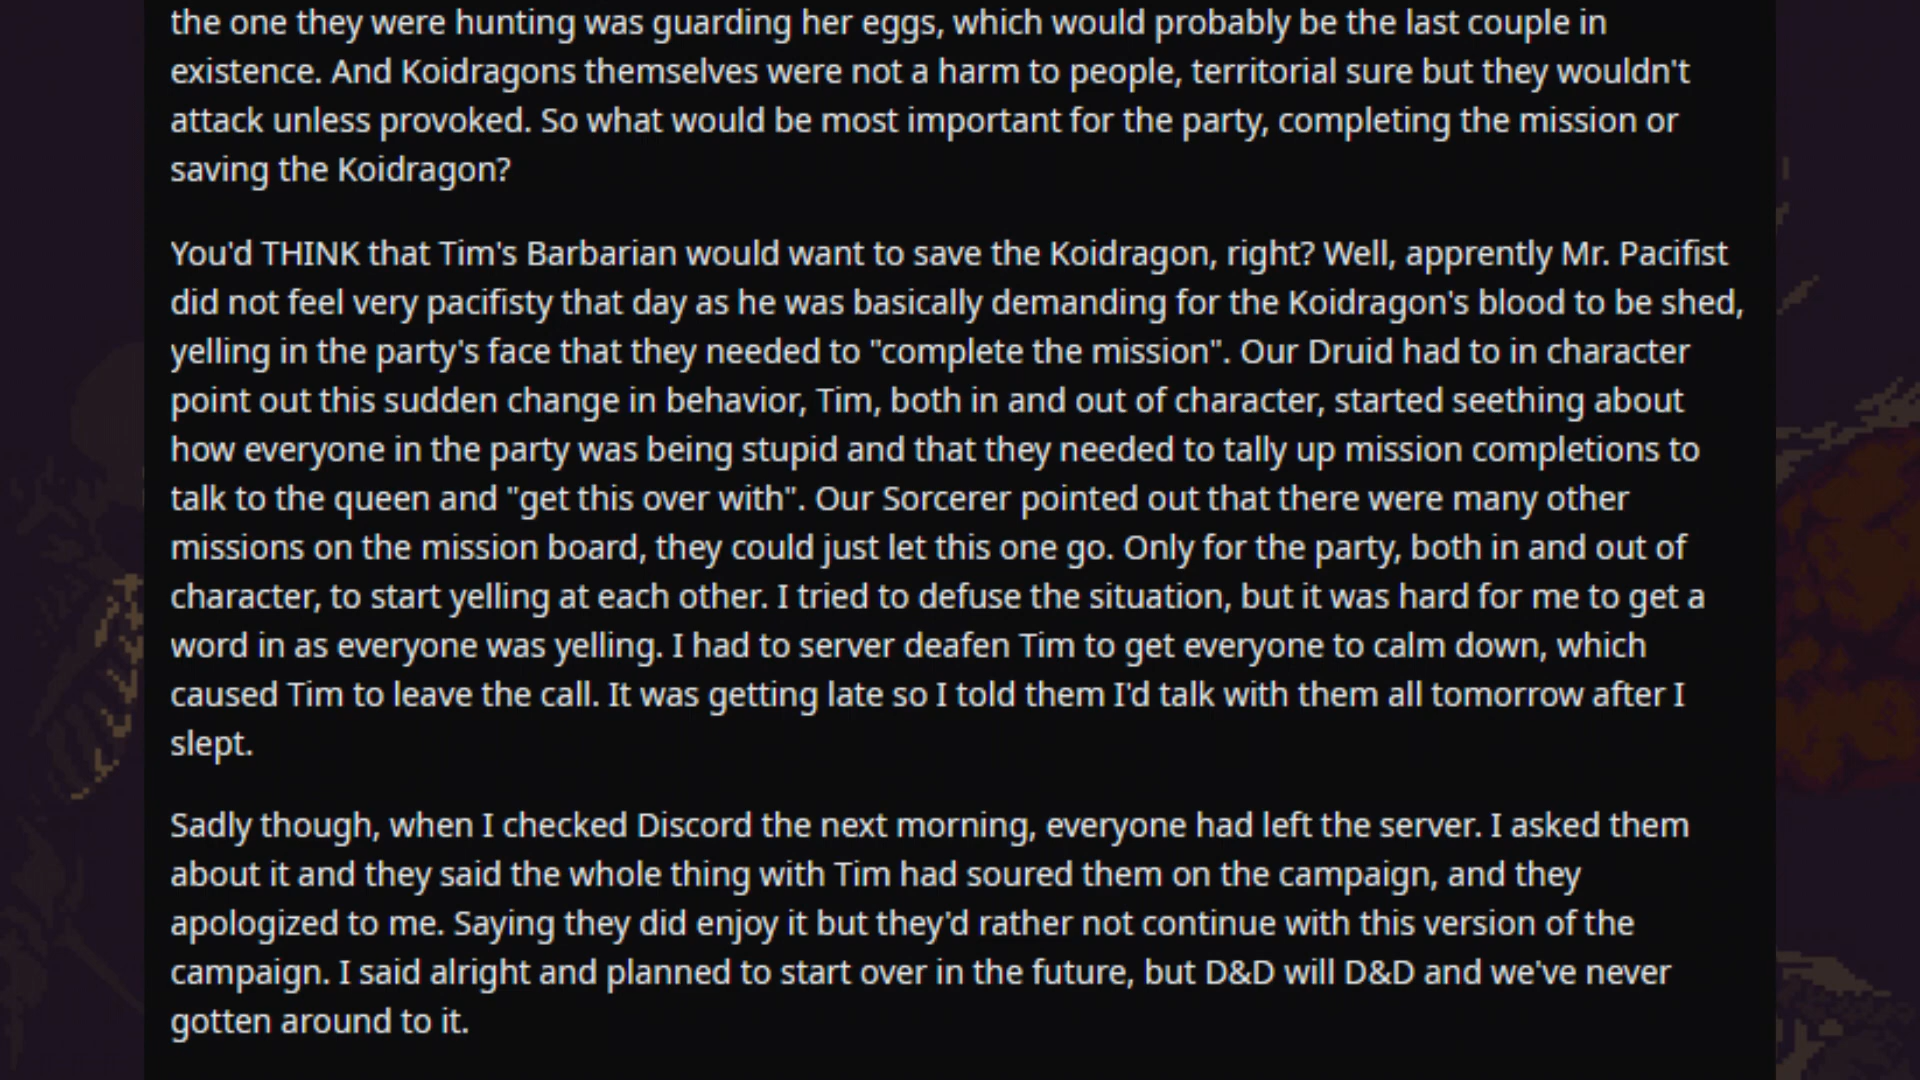 the one they were hunting was guarding her eggs, which would probably be the last couple in
existence. And Koidragons themselves were not a harm to people, territorial sure but they wouldn't
attack unless provoked. So what would be most important for the party, completing the mission or
saving the Koidragon?
You'd THINK that Tim's Barbarian would want to save the Koidragon, right? Well, apprently Mr. Pacifist
did not feel very pacifisty that day as he was basically demanding for the Koidragon's blood to be shed,
yelling in the party's face that they needed to "complete the mission". Our Druid had to in character
point out this sudden change in behavior, Tim, both in and out of character, started seething about
how everyone in the party was being stupid and that they needed to tally up mission completions to
talk to the queen and "get this over with". Our Sorcerer pointed out that there were many other
missions on the mission board, they could just let this one go. Only for the party, both in and out of
character, to start yelling at each other. I tried to defuse the situation, but it was hard for me to get a
word in as everyone was yelling. I had to server deafen Tim to get everyone to calm down, which
caused Tim to leave the call. It was getting late so I told them I'd talk with them all tomorrow after I
slept.
Sadly though, when I checked Discord the next morning, everyone had left the server. I asked them
about it and they said the whole thing with Tim had soured them on the campaign, and they
apologized to me. Saying they did enjoy it but they'd rather not continue with this version of the
campaign. I said alright and planned to start over in the future, but D&D will D&D and we've never
gotten around to it.